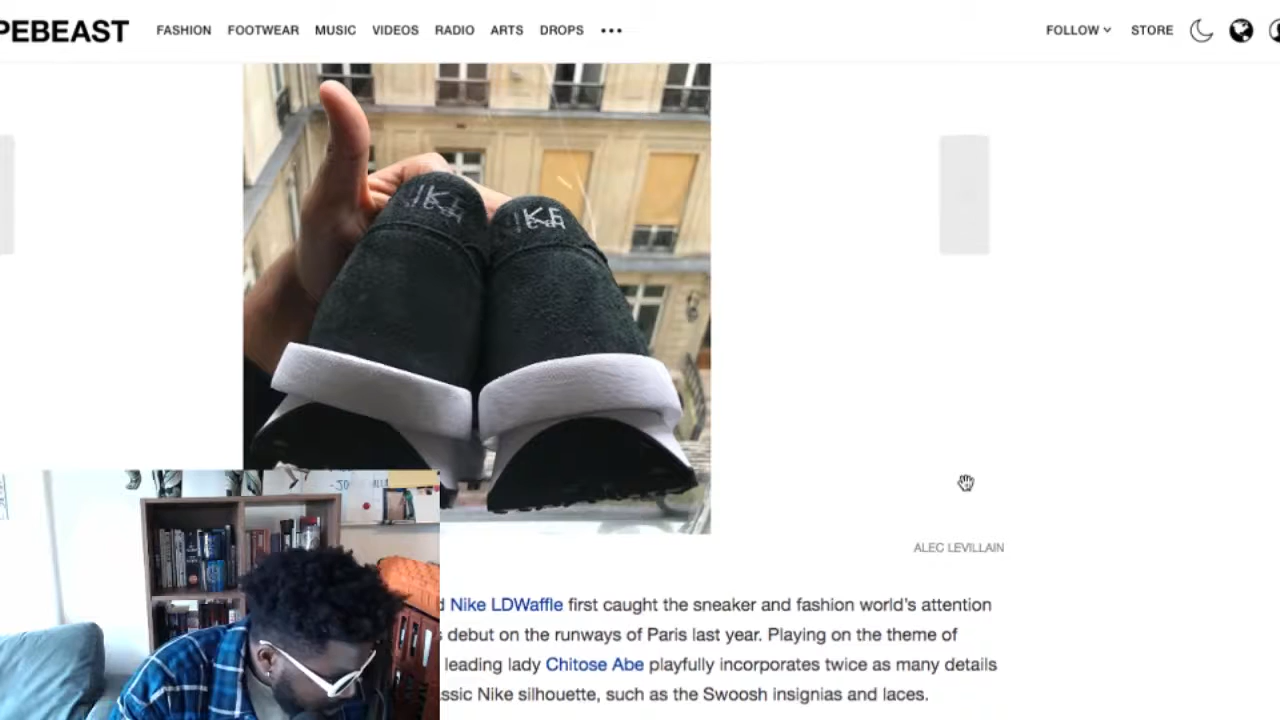 PEBEAST FASHION FOOTWEAR MUSIC VIDEOS RADIO ARTS DROPS ••• FOLLOW STORE
-20
ALEC LEVILLAIN
d Nike LDWaffle first caught the sneaker and fashion world's attention
s debut on the runways of Paris last year. Playing on the theme of
leading lady Chitose Abe playfully incorporates twice as many details
ssic Nike silhouette, such as the Swoosh insignias and laces.